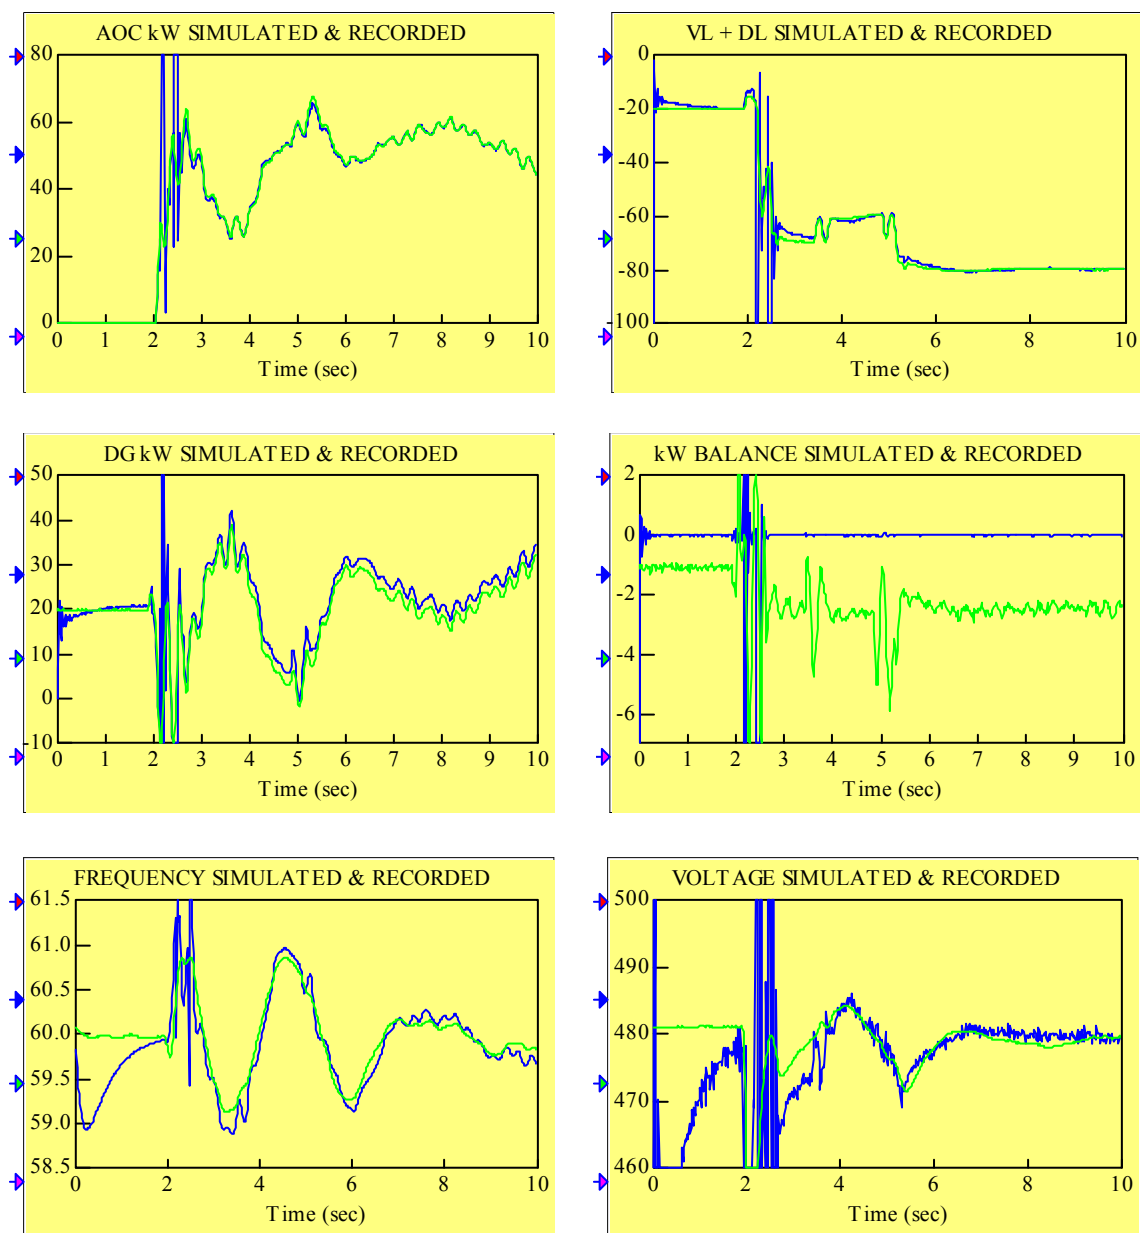 AOC kW SIMULATED & RECORDED
80
60
40
20
0
0 1 2 3 4 5 6 7 8 9 10
Time (sec)
VL + DL SIMULATED & RECORDED
0
-20
-40
-60
-80
-100
0 2 4 6 8 10
Time (sec)
DG kW SIMULATED & RECORDED
50
40
30
20
10
0
-10
0 1 2 3 4 5 6 7 8 9 10
Time (sec)
kW BALANCE SIMULATED & RECORDED
2
0
-2
-4
-6
0 1 2 3 4 5 6 7 8 9 10
Time (sec)
FREQUENCY SIMULATED & RECORDED
61.5
61.0
60.5
60.0
59.5
59.0
58.5
0 2 4 6 8 10
Time (sec)
VOLTAGE SIMULATED & RECORDED
500
490
480
470
460
0 2 4 6 8 10
Time (sec)